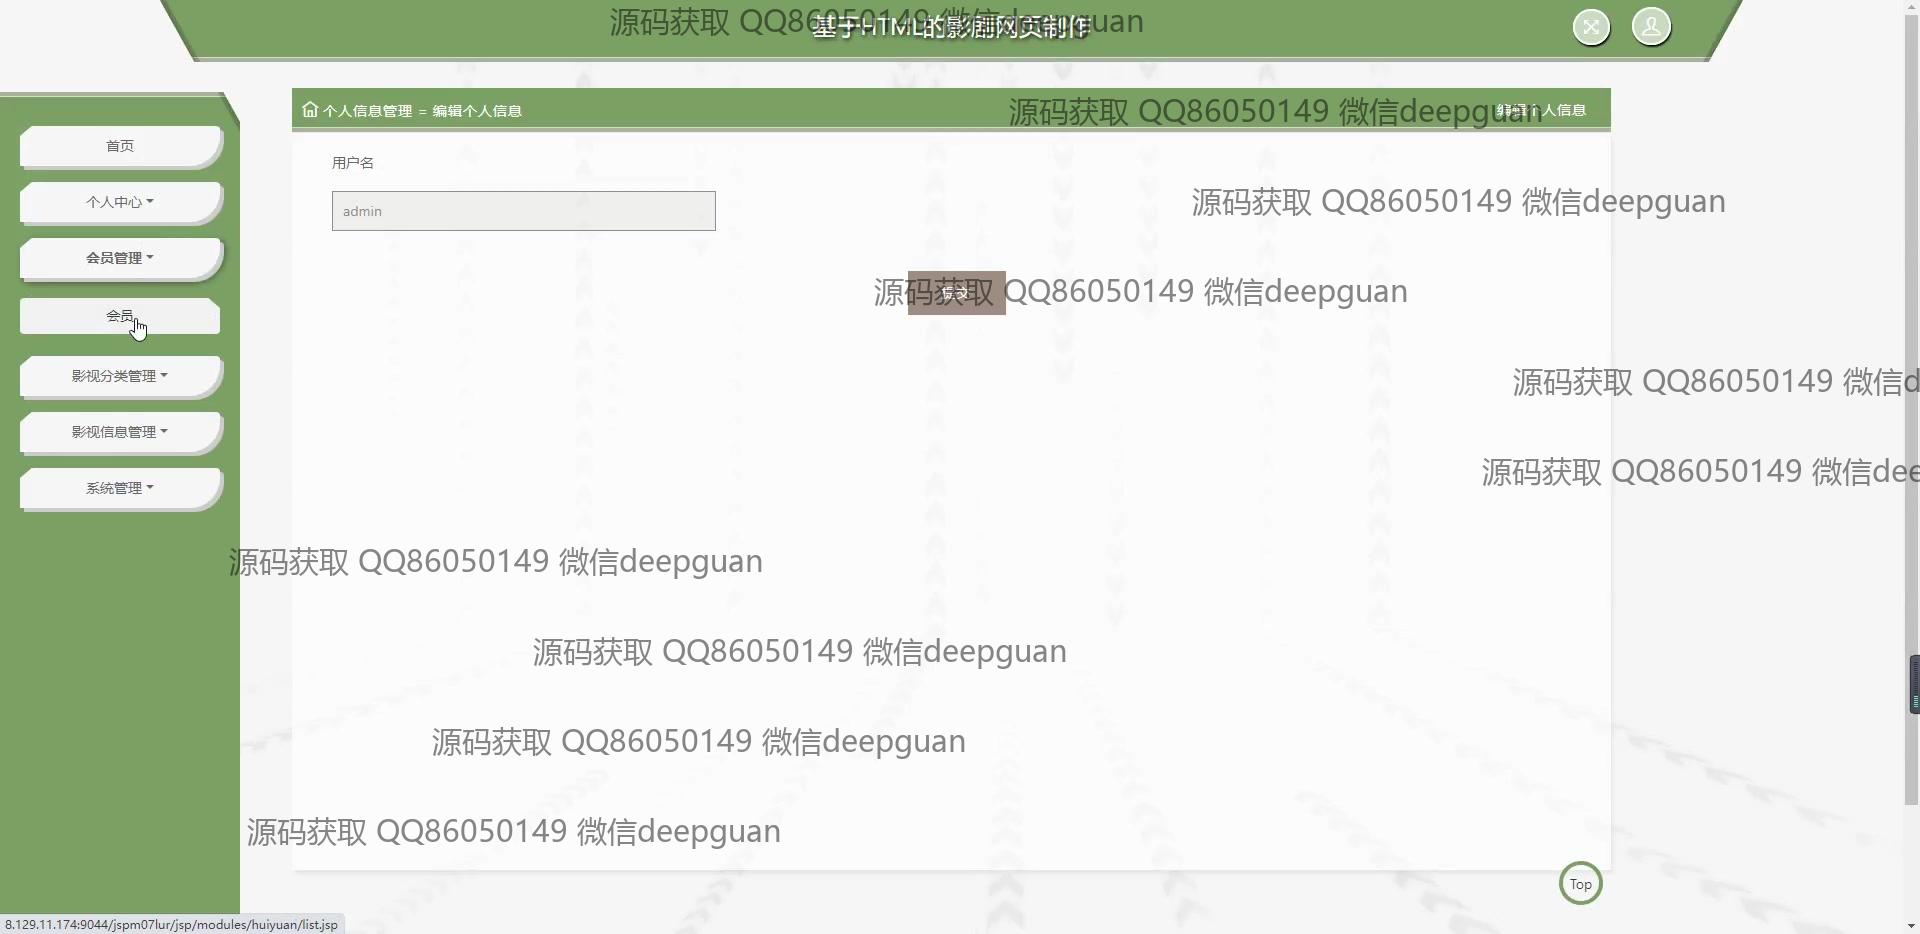 源码获取 QQ86050149 微信deepguan
基于HTML的影剧网页制作
个人信息管理 = 编辑个人信息
源码获取 QQ86050149 微信deepguan
编辑个人信息
首页
个人中心
会员管理
会员
影视分类管理
影视信息管理
系统管理
用户名
admin
源码获取 QQ86050149 微信deepguan
提交
源码获取 QQ86050149 微信deepguan
源码获取 QQ86050149 微信d
源码获取 QQ86050149 微信dee
源码获取 QQ86050149 微信deepguan
源码获取 QQ86050149 微信deepguan
源码获取 QQ86050149 微信deepguan
源码获取 QQ86050149 微信deepguan
Top
8.129.11.174:9044/jspm07lur/jsp/modules/huiyuan/list.jsp